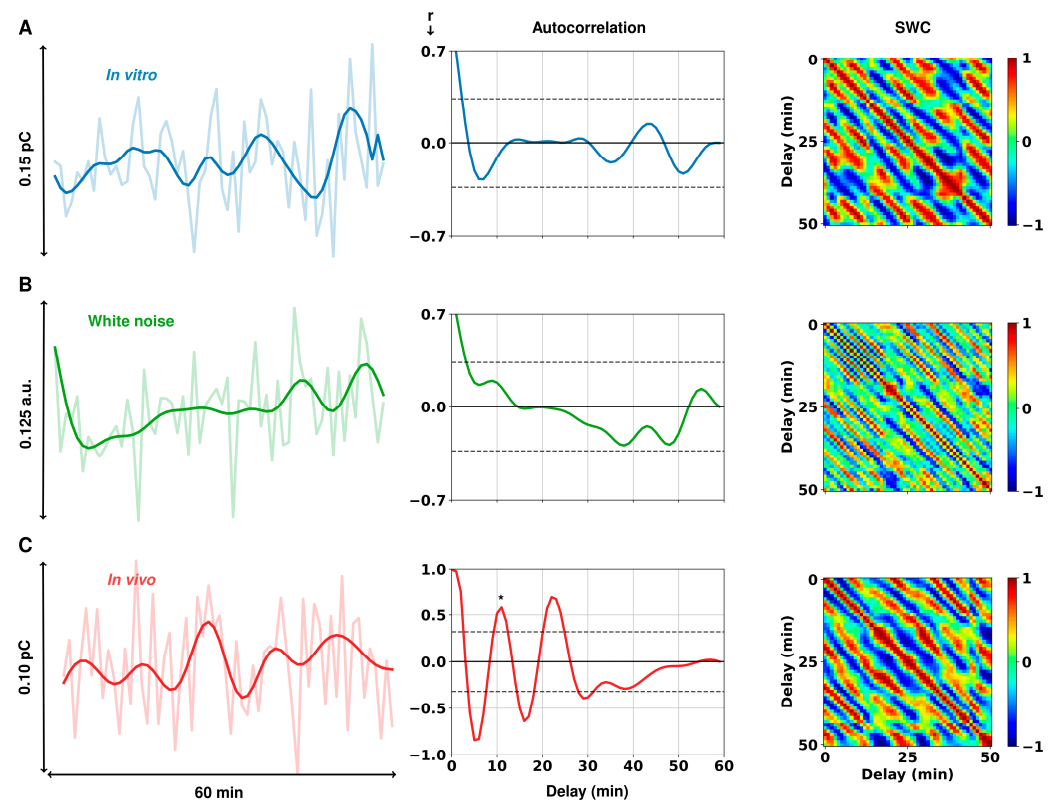 A
r
↓
Autocorrelation
SWC
In vitro
0.15 pC
0.7
0.0
−0.7
Delay (min)
0
25
50
1
0
−1
B
White noise
0.125 a.u.
0.7
0.0
−0.7
Delay (min)
0
25
50
0
25
50
1
0
−1
C
In vivo
0.10 pC
*
1.0
0.5
0.0
−0.5
−1.0
0 10 20 30 40 50 60
Delay (min)
60 min
Delay (min)
0
25
50
0 25 50
Delay (min)
1
0
−1